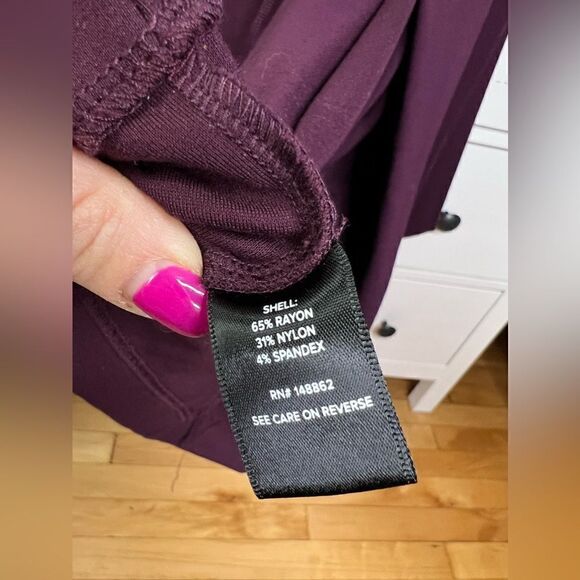 SHELL:
65% RAYON
31% NYLON
4% SPANDEX
RN# 148862
SEE CARE ON REVERSE